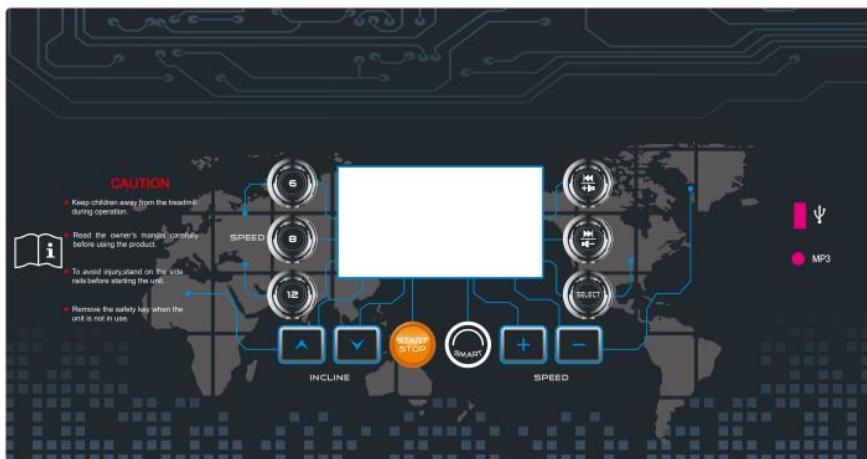 CAUTION
Keep children away from the treadmill
during operation.
Read the owner's manual carefully
before using the product.
To avoid injury,stand on the side
rails before starting the unit.
Remove the safety key when the
unit is not in use.
i
SPEED
6
8
12
+
-
SELECT
START
STOP
SMART
+
−
INCLINE
SPEED
MP3